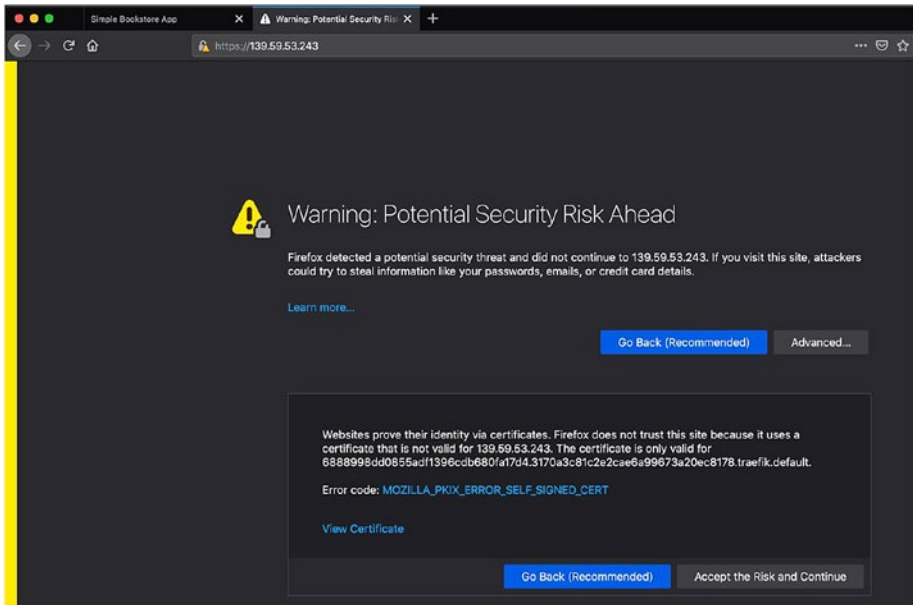 Simple Bookstore App
Warning: Potential Security Ris
https://139.59.53.243
Warning: Potential Security Risk Ahead
Firefox detected a potential security threat and did not continue to 139.59.53.243. If you visit this site, attackers
could try to steal information like your passwords, emails, or credit card details.
Learn more...
Go Back (Recommended) Advanced...
Websites prove their identity via certificates. Firefox does not trust this site because it uses a
certificate that is not valid for 139.59.53.243. The certificate is only valid for
6888998dd0855adf1396cdb680fa17d4.3170a3c81c2e2cae6a99673a20ec8178.traefik.default.
Error code: MOZILLA_PKIX_ERROR_SELF_SIGNED_CERT
View Certificate
Go Back (Recommended) Accept the Risk and Continue